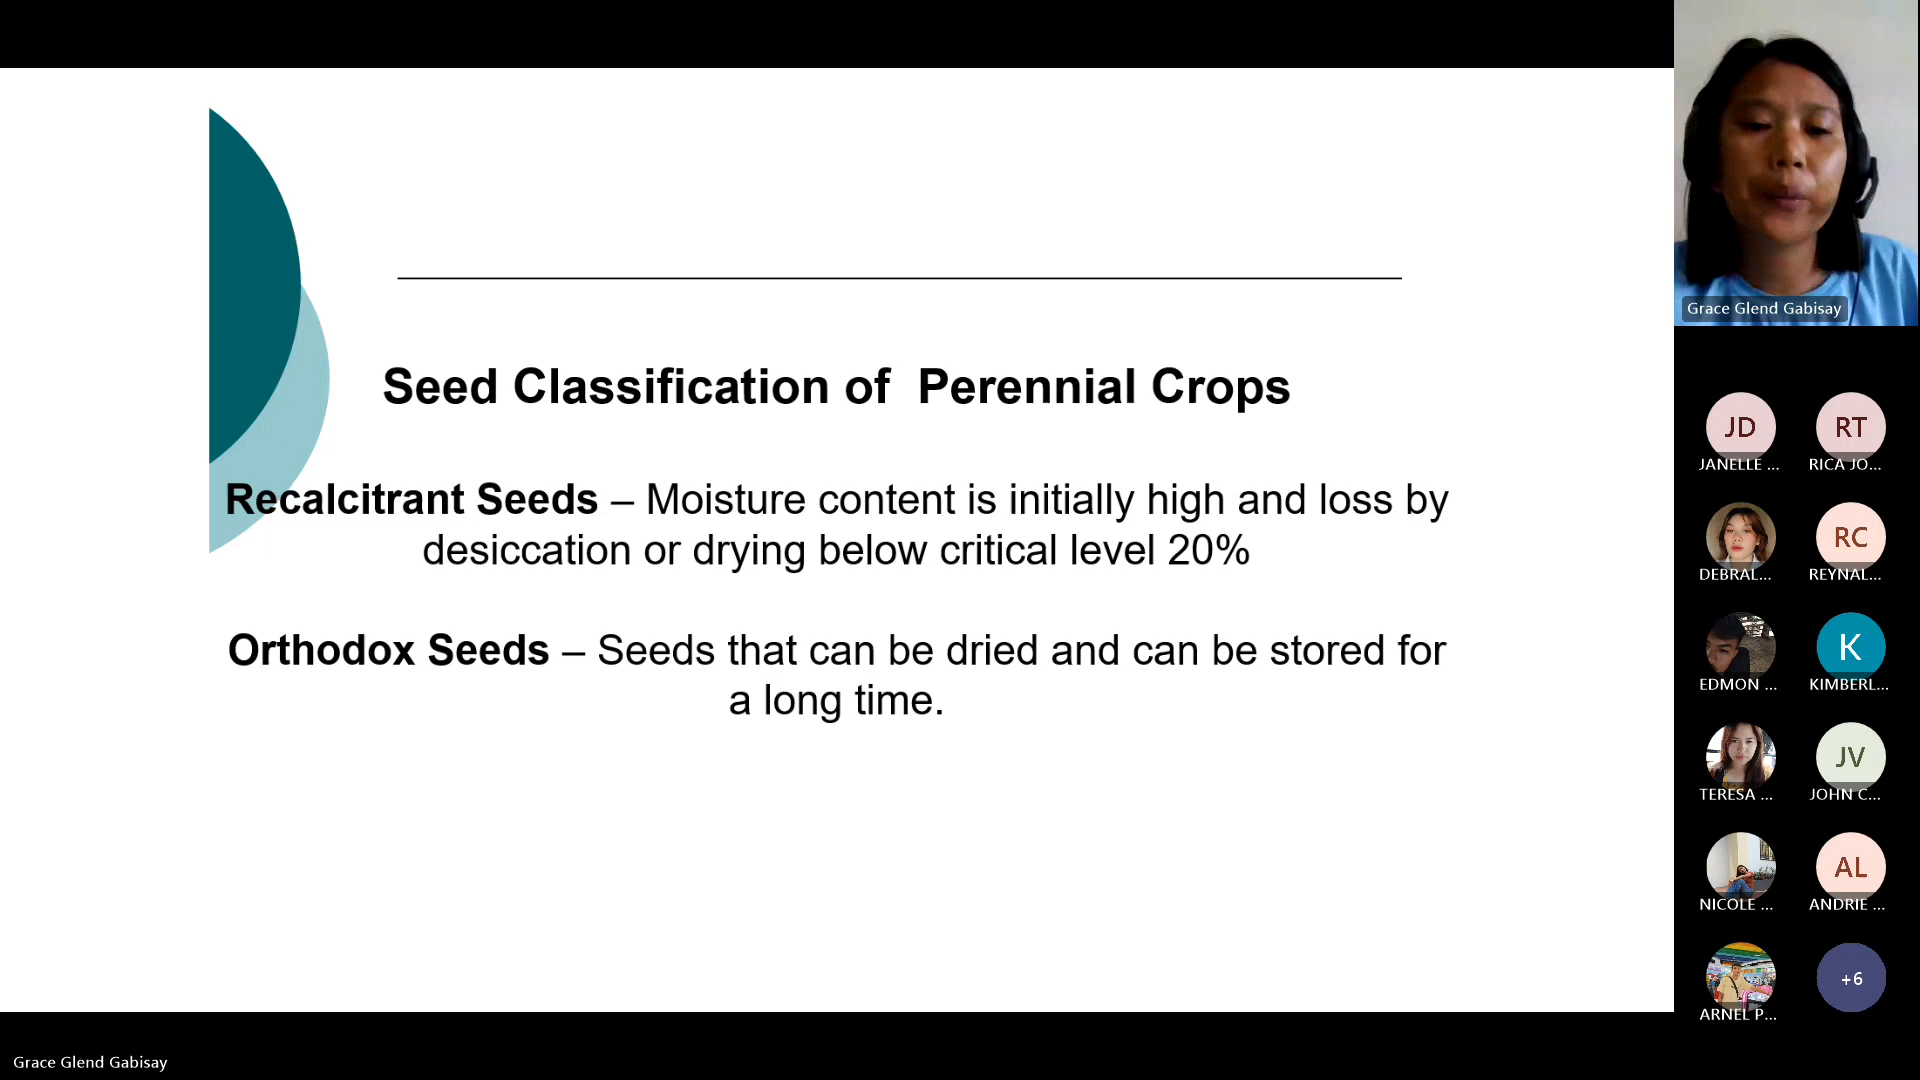 Seed Classification of  Perennial Crops
Recalcitrant Seeds – Moisture content is initially high and loss by
desiccation or drying below critical level 20%
Orthodox Seeds – Seeds that can be dried and can be stored for
a long time.
Grace Glend Gabisay
JD
RT
JANELLE ...
RICA JO...
RC
DEBRAL...
REYNAL...
K
EDMON ...
KIMBERL...
JV
TERESA ...
JOHN C...
AL
NICOLE ...
ANDRIE ...
+6
ARNEL P...
Grace Glend Gabisay